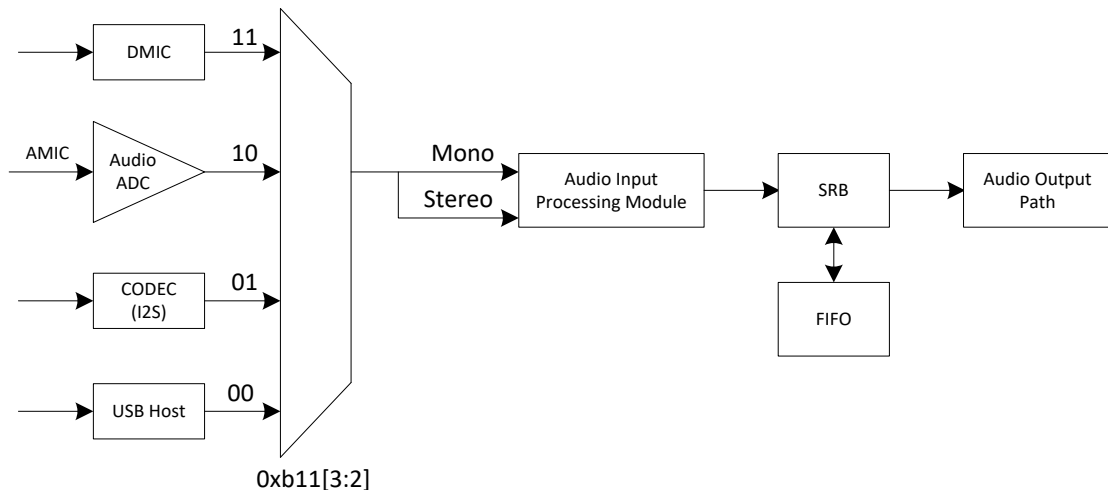 DMIC
11
AMIC
Audio
ADC
10
CODEC
(I2S)
01
USB Host
00
0xb11[3:2]
Mono
Stereo
Audio Input
Processing Module
SRB
FIFO
Audio Output
Path